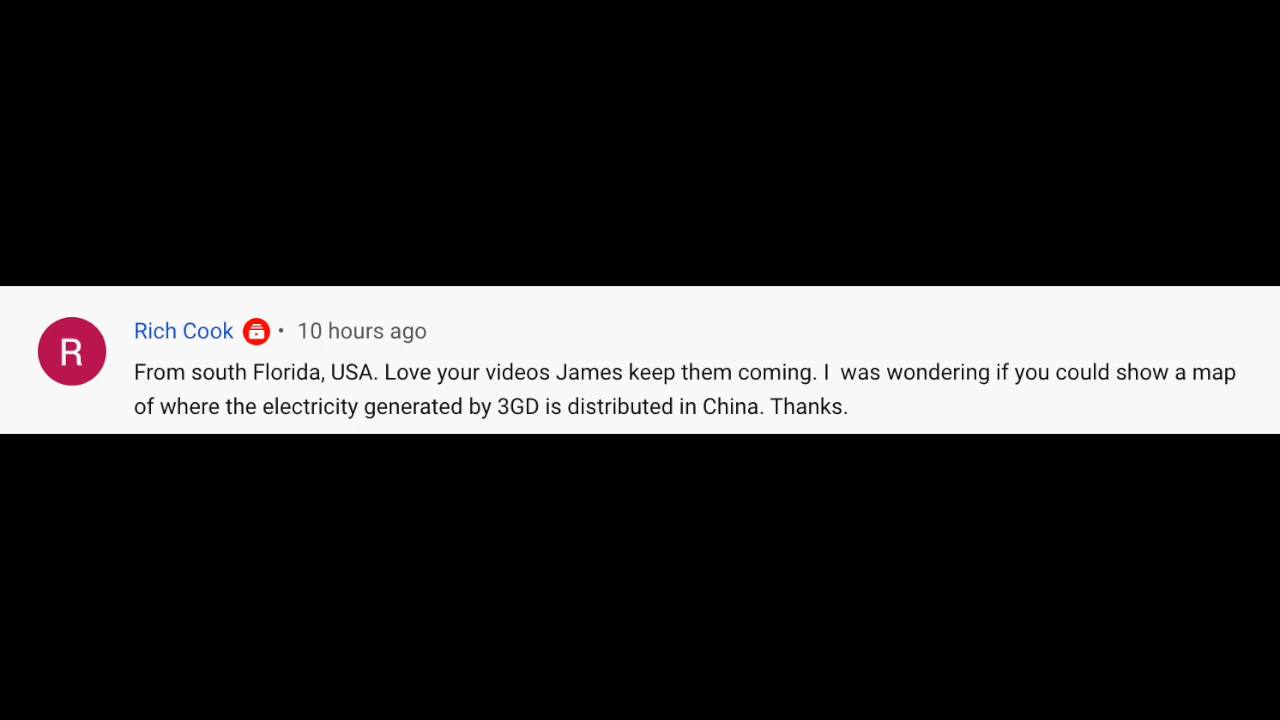 R
Rich Cook • 10 hours ago
From south Florida, USA. Love your videos James keep them coming. I  was wondering if you could show a map
of where the electricity generated by 3GD is distributed in China. Thanks.